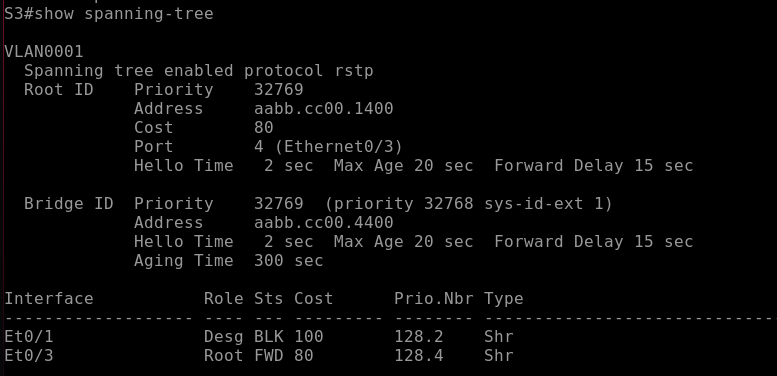 S3#show spanning-tree
VLAN0001
Spanning tree enabled protocol rstp
Root ID Priority 32769
Address aabb.cc00.1400
Cost 80
Port 4 (Ethernet0/3)
Hello Time 2 sec Max Age 20 sec Forward Delay 15 sec
Bridge ID Priority 32769 (priority 32768 sys-id-ext 1)
Address aabb.cc00.4400
Hello Time 2 sec Max Age 20 sec Forward Delay 15 sec
Aging Time 300 sec
Interface Role Sts Cost Prio.Nbr Type
------------------- ---- --- --------- -------- -----------------------------
Et0/1 Desg BLK 100 128.2 Shr
Et0/3 Root FWD 80 128.4 Shr